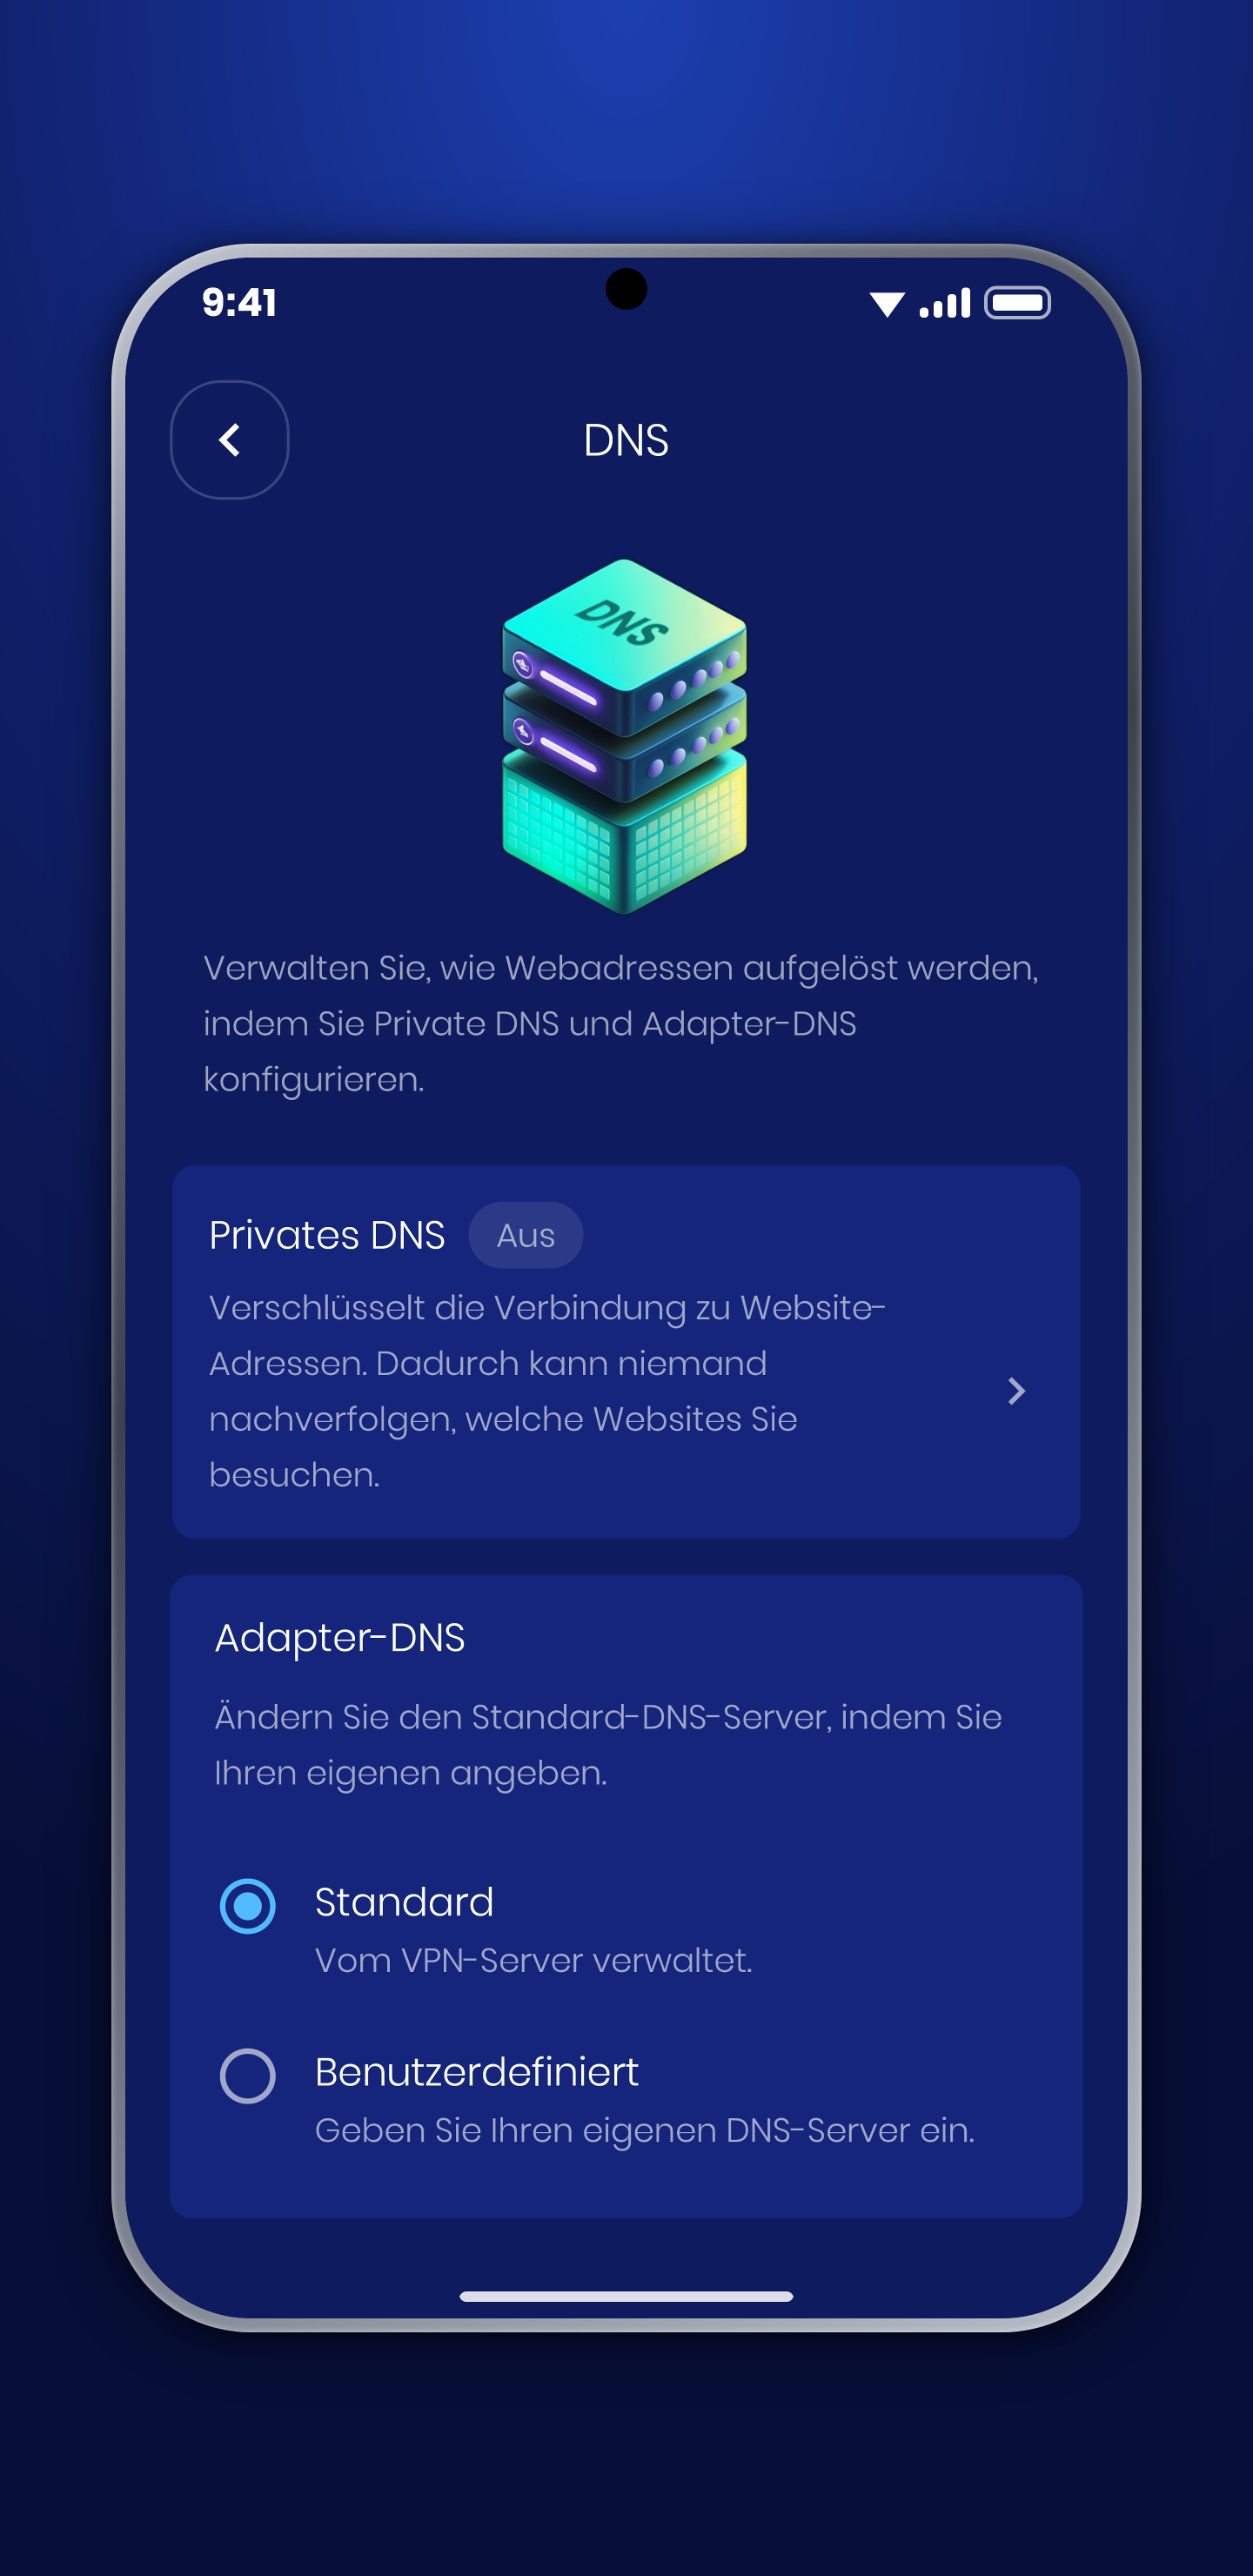 9:41
DNS
DNS
Verwalten Sie, wie Webadressen aufgelöst werden,
indem Sie Private DNS und Adapter-DNS
konfigurieren.
Privates DNS Aus
Verschlüsselt die Verbindung zu Website-
Adressen. Dadurch kann niemand
nachverfolgen, welche Websites Sie
besuchen.
Adapter-DNS
Ändern Sie den Standard-DNS-Server, indem Sie
Ihren eigenen angeben.
Standard
Vom VPN-Server verwaltet.
Benutzerdefiniert
Geben Sie Ihren eigenen DNS-Server ein.